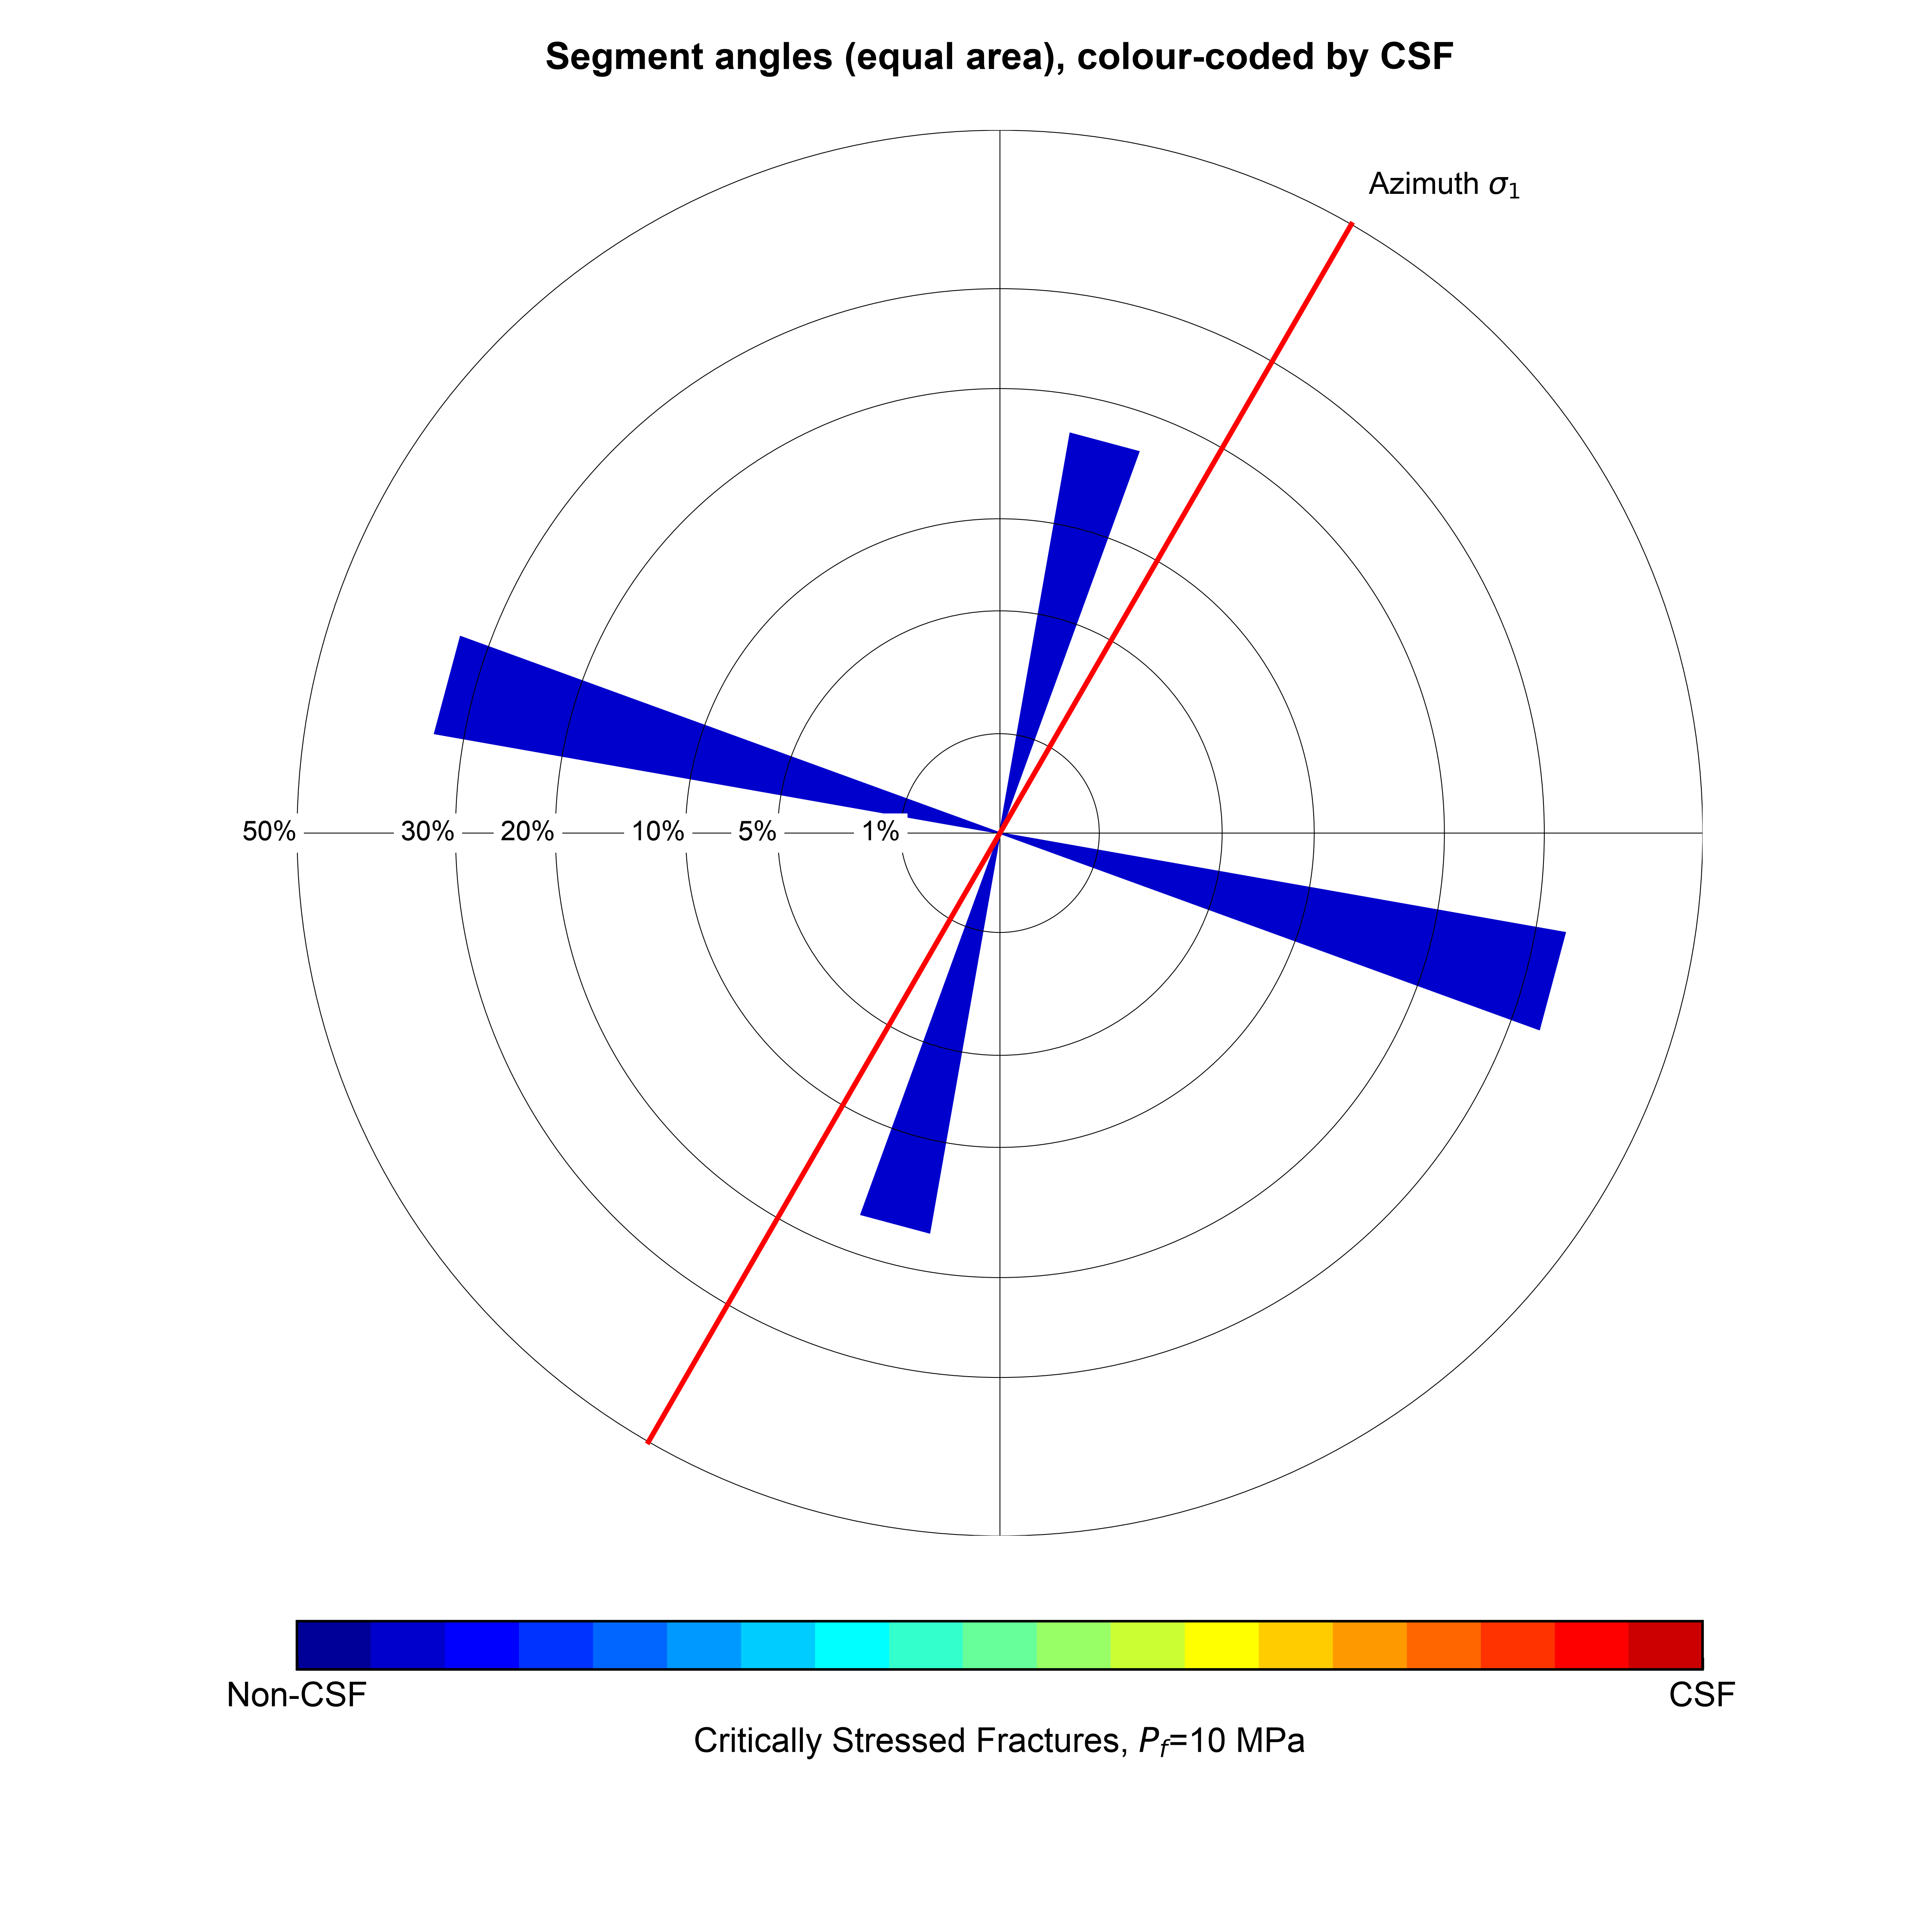 Segment angles (equal area), colour-coded by CSF
Azimuth σ1
50% 30% 20% 10% 5% 1%
Non-CSF CSF
Critically Stressed Fractures, Pf=10 MPa